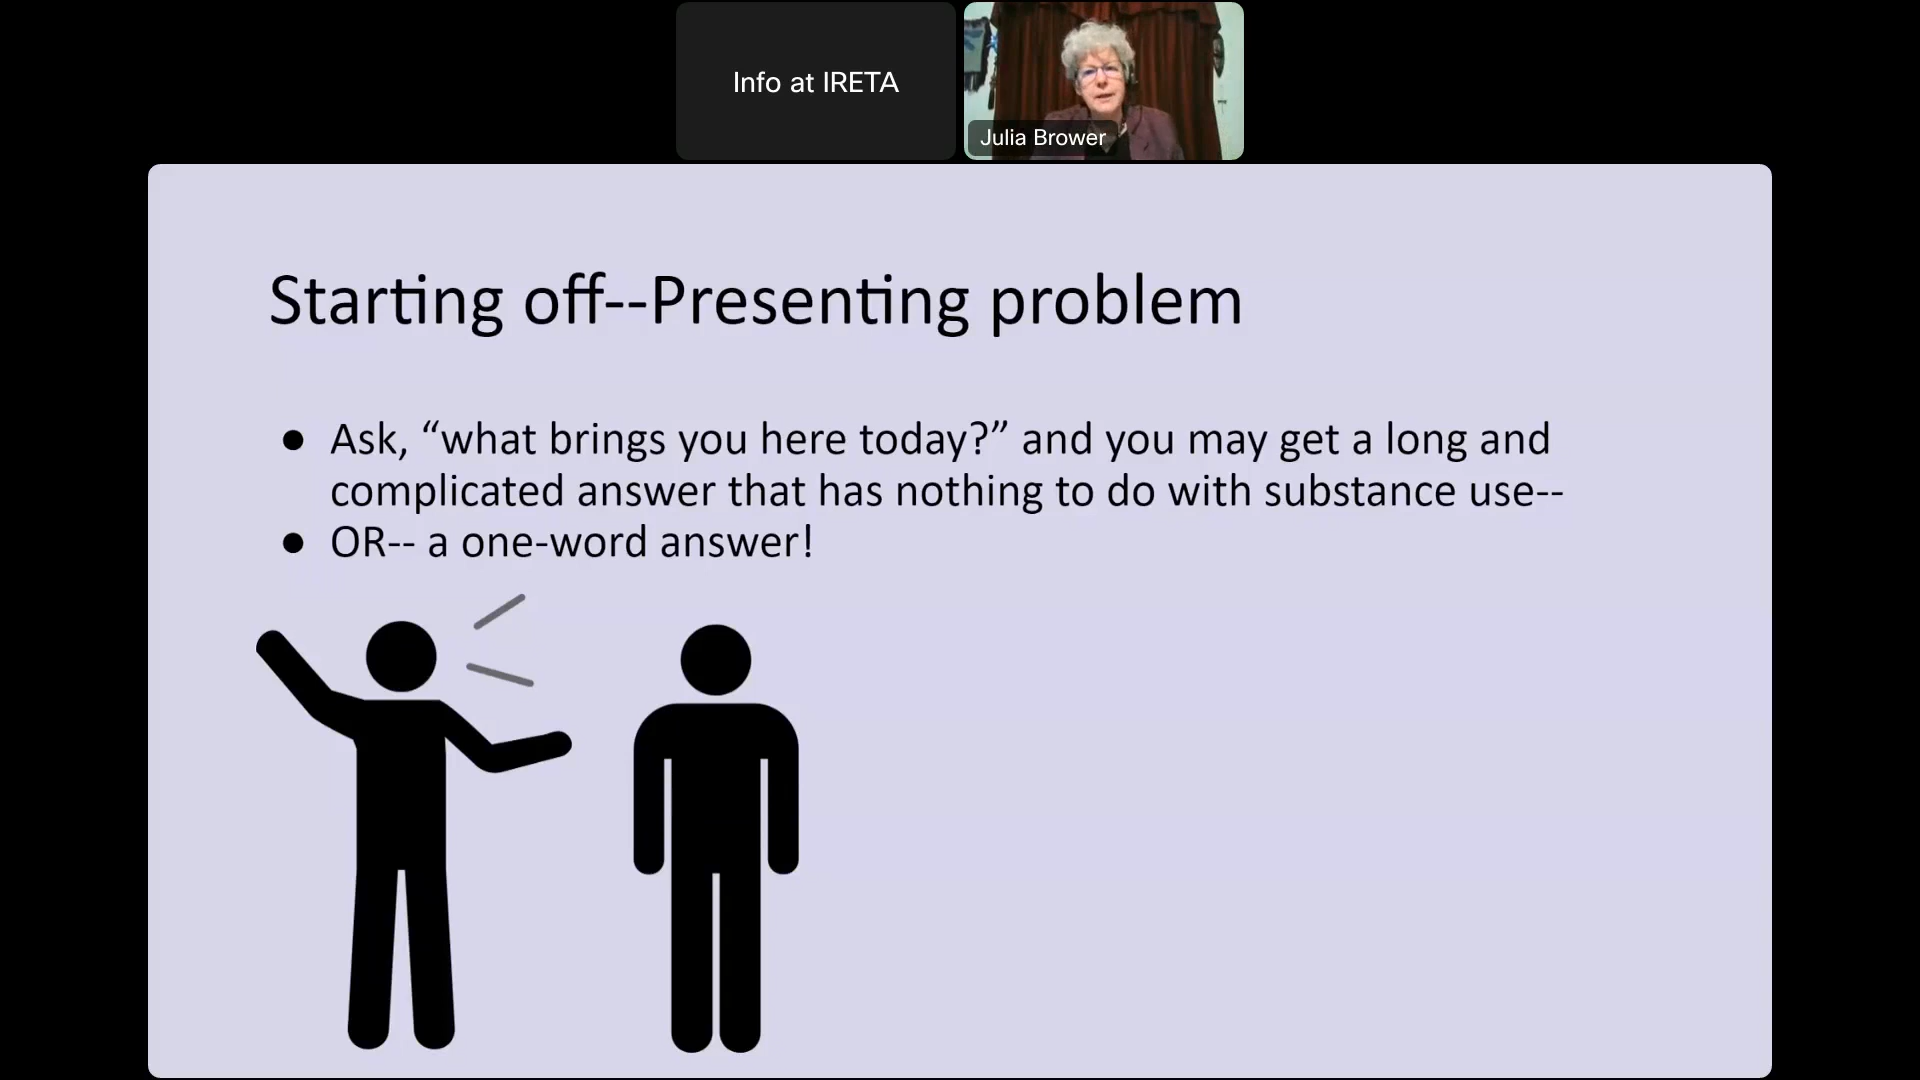 Info at IRETA
Julia Brower
Starting off--Presenting problem
● Ask, “what brings you here today?” and you may get a long and
complicated answer that has nothing to do with substance use--
● OR-- a one-word answer!